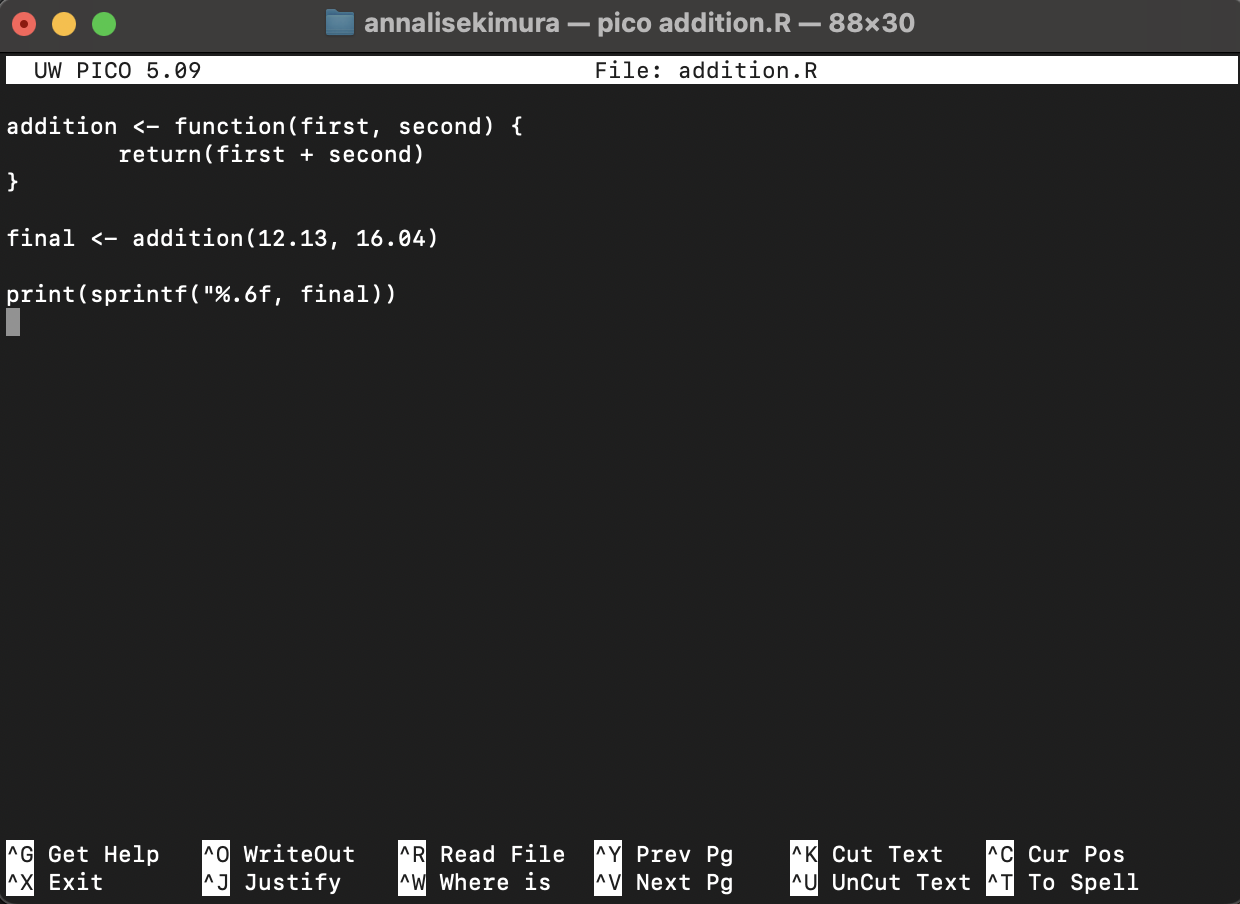 annalisekimura — pico addition.R — 88×30
UW PICO 5.09 File: addition.R
addition <- function(first, second) {
        return(first + second)
}
final <- addition(12.13, 16.04)
print(sprintf("%.6f, final))
^G Get Help ^O WriteOut ^R Read File ^Y Prev Pg ^K Cut Text ^C Cur Pos
^X Exit ^J Justify ^W Where is ^V Next Pg ^U UnCut Text ^T To Spell